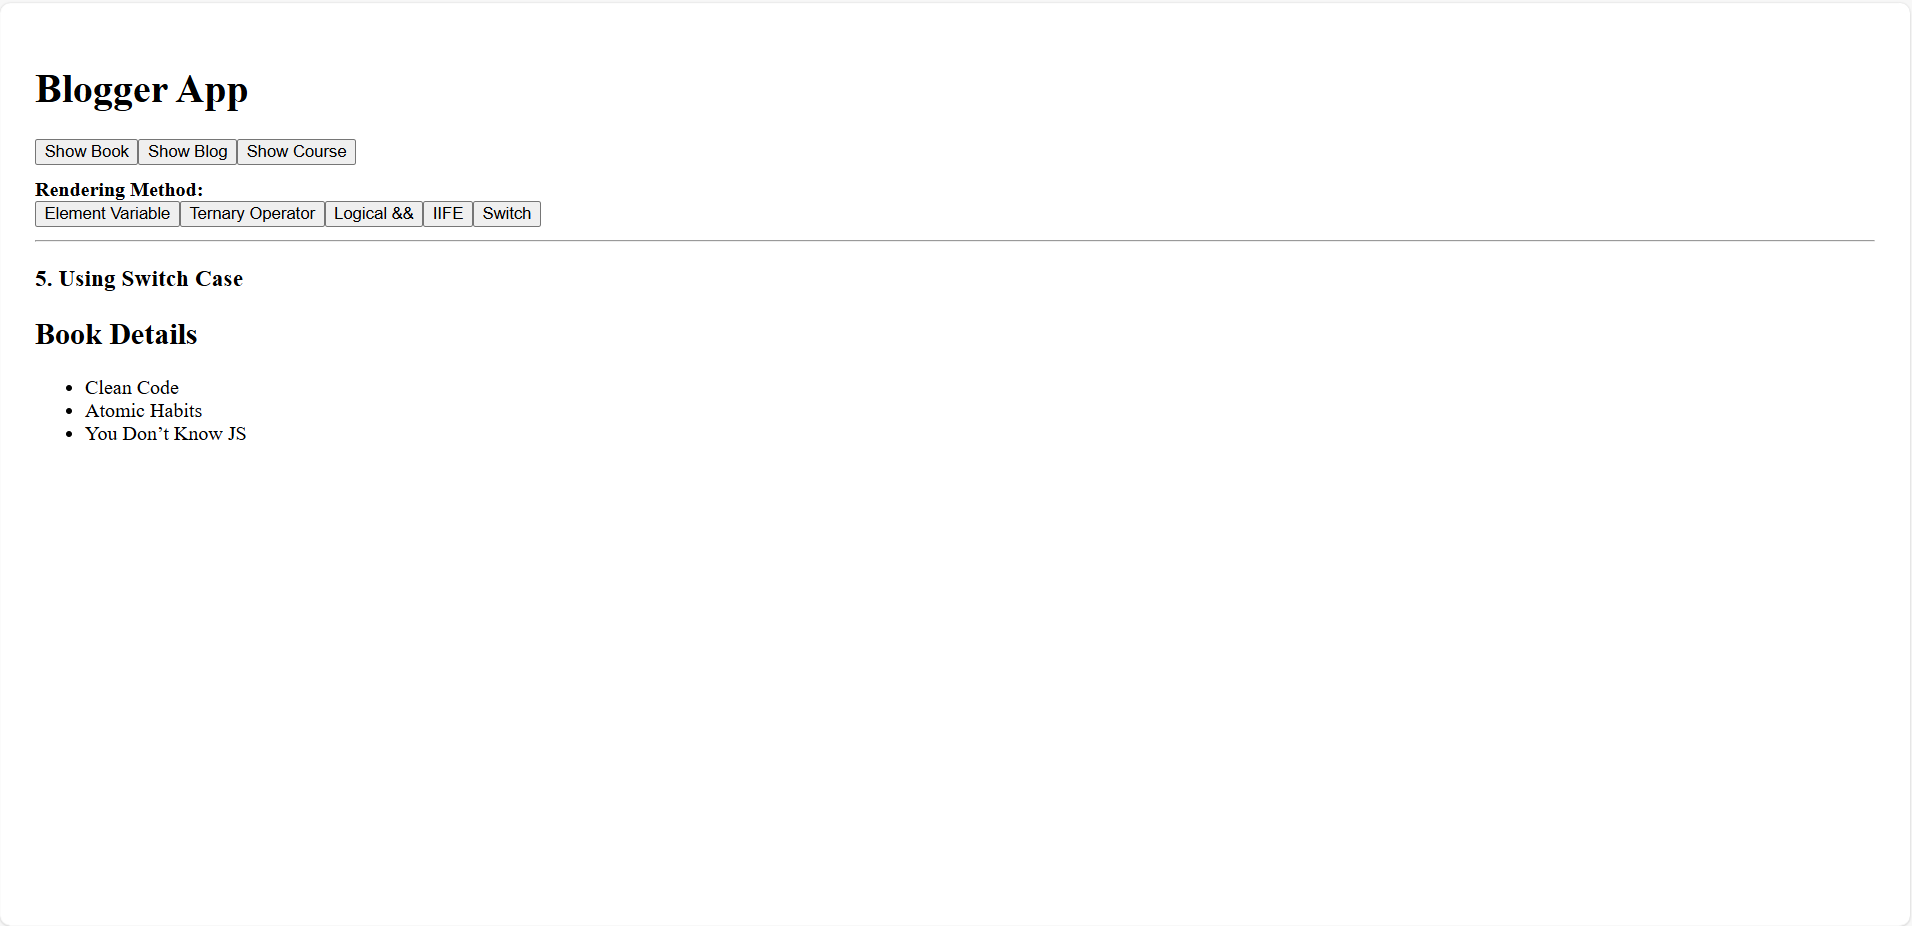 Blogger App
Show Book Show Blog Show Course
Rendering Method:
Element Variable Ternary Operator Logical && IIFE Switch
5. Using Switch Case
Book Details
• Clean Code
• Atomic Habits
• You Don’t Know JS